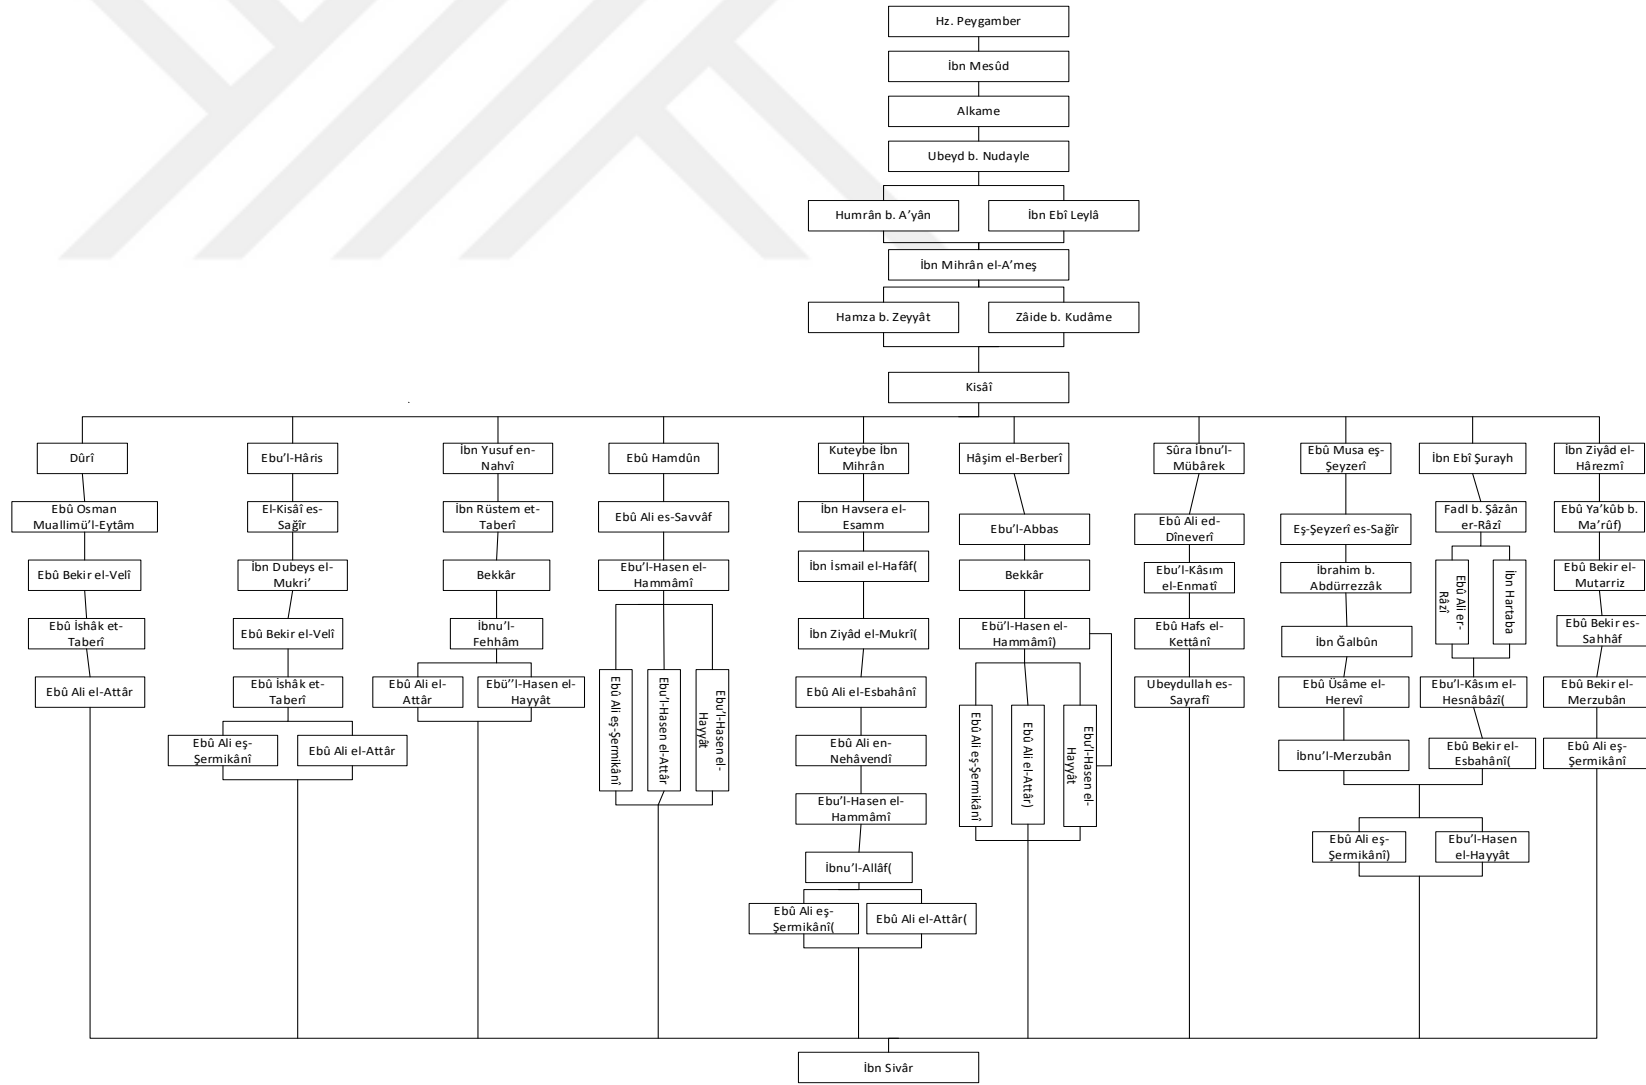 Hz. Peygamber
İbn Mesûd
Alkame
Ubeyd b. Nudayle
Humrân b. A’yân
İbn Ebî Leylâ
İbn Mihrân el-A’meş
Hamza b. Zeyyât
Zâide b. Kudâme
Kisâî
Dûrî
Ebû Osman
Muallimü’l-Eytâm
Ebû Bekir el-Velî
Ebû İshâk et-
Taberî
Ebû Ali el-Attâr
Ebu’l-Hâris
El-Kisâî es-
Sağîr
İbn Dubeys el-
Mukri’
Ebû Bekir el-Velî
Ebû İshâk et-
Taberî
Ebû Ali eş-
Şermikânî
Ebû Ali el-Attâr
İbn Yusuf en-
Nahvî
İbn Rüstem et-
Taberî
Bekkâr
İbnu’l-
Fehhâm
Ebû Ali el-
Attâr
Ebü’’l-Hasen el-
Hayyât
Ebû Hamdûn
Ebû Ali es-Savvâf
Ebu’l-Hasen el-
Hammâmî
Ebû Ali eş-Şermikânî
Ebu’l-Hasen el-Attâr
Ebu’l-Hasen el-
Hayyât
Kuteybe İbn
Mihrân
İbn Havsera el-
Esamm
İbn İsmail el-Hafâf(
İbn Ziyâd el-Mukrî(
Ebû Ali el-Esbahânî
Ebû Ali en-
Nehâvendî
Ebu’l-Hasen el-
Hammâmî
İbnu’l-Allâf(
Ebû Ali eş-
Şermikânî(
Ebû Ali el-Attâr(
Hâşim el-Berberî
Ebu’l-Abbas
Bekkâr
Ebü’l-Hasen el-
Hammâmî)
Ebû Ali eş-Şermikânî
Ebû Ali el-Attâr)
Ebu’l-Hasen el-
Hayyât
Sûra İbnu’l-
Mübârek
Ebû Ali ed-
Dîneverî
Ebu’l-Kâsım
el-Enmatî
Ebû Hafs el-
Kettânî
Ubeydullah es-
Sayrafî
Ebû Musa eş-
Şeyzerî
Eş-Şeyzerî es-Sağîr
İbrahim b.
Abdürrezzâk
İbn Ğalbûn
Ebû Üsâme el-
Herevî
İbnu’l-Merzubân
İbn Ebî Şurayh
Fadl b. Şâzân
er-Râzî
Ebû Ali er-
Râzî
İbn Hartaba
Ebu’l-Kâsım el-
Hesnâbâzî(
Ebû Bekir el-
Esbahânî(
Ebû Ali eş-
Şermikânî)
Ebu’l-Hasen
el-Hayyât
İbn Ziyâd el-
Hârezmî
Ebû Ya’kûb b.
Ma’rûf)
Ebû Bekir el-
Mutarriz
Ebû Bekir es-
Sahhâf
Ebû Bekir el-
Merzubân
Ebû Ali eş-
Şermikânî
İbn Sivâr